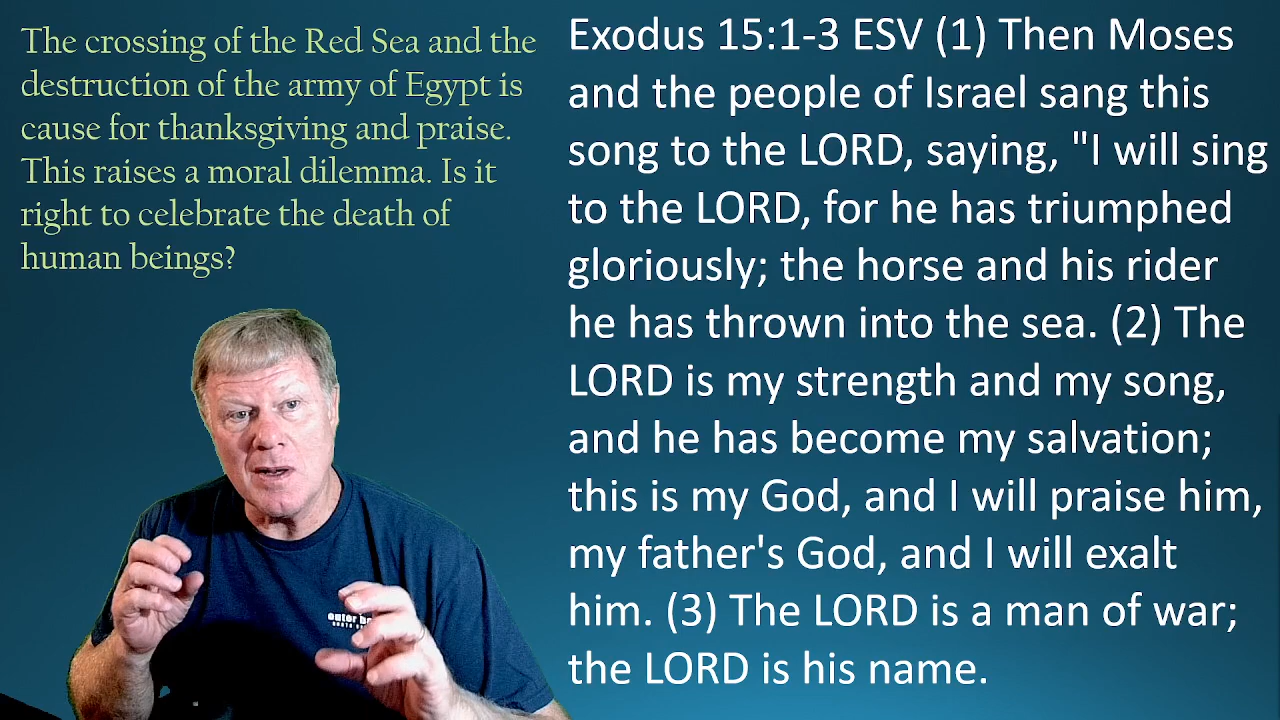 The crossing of the Red Sea and the
destruction of the army of Egypt is
cause for thanksgiving and praise.
This raises a moral dilemma. Is it
right to celebrate the death of
human beings?
Exodus 15:1-3 ESV (1) Then Moses
and the people of Israel sang this
song to the LORD, saying, "I will sing
to the LORD, for he has triumphed
gloriously; the horse and his rider
he has thrown into the sea. (2) The
LORD is my strength and my song,
and he has become my salvation;
this is my God, and I will praise him,
my father's God, and I will exalt
him. (3) The LORD is a man of war;
the LORD is his name.
outer